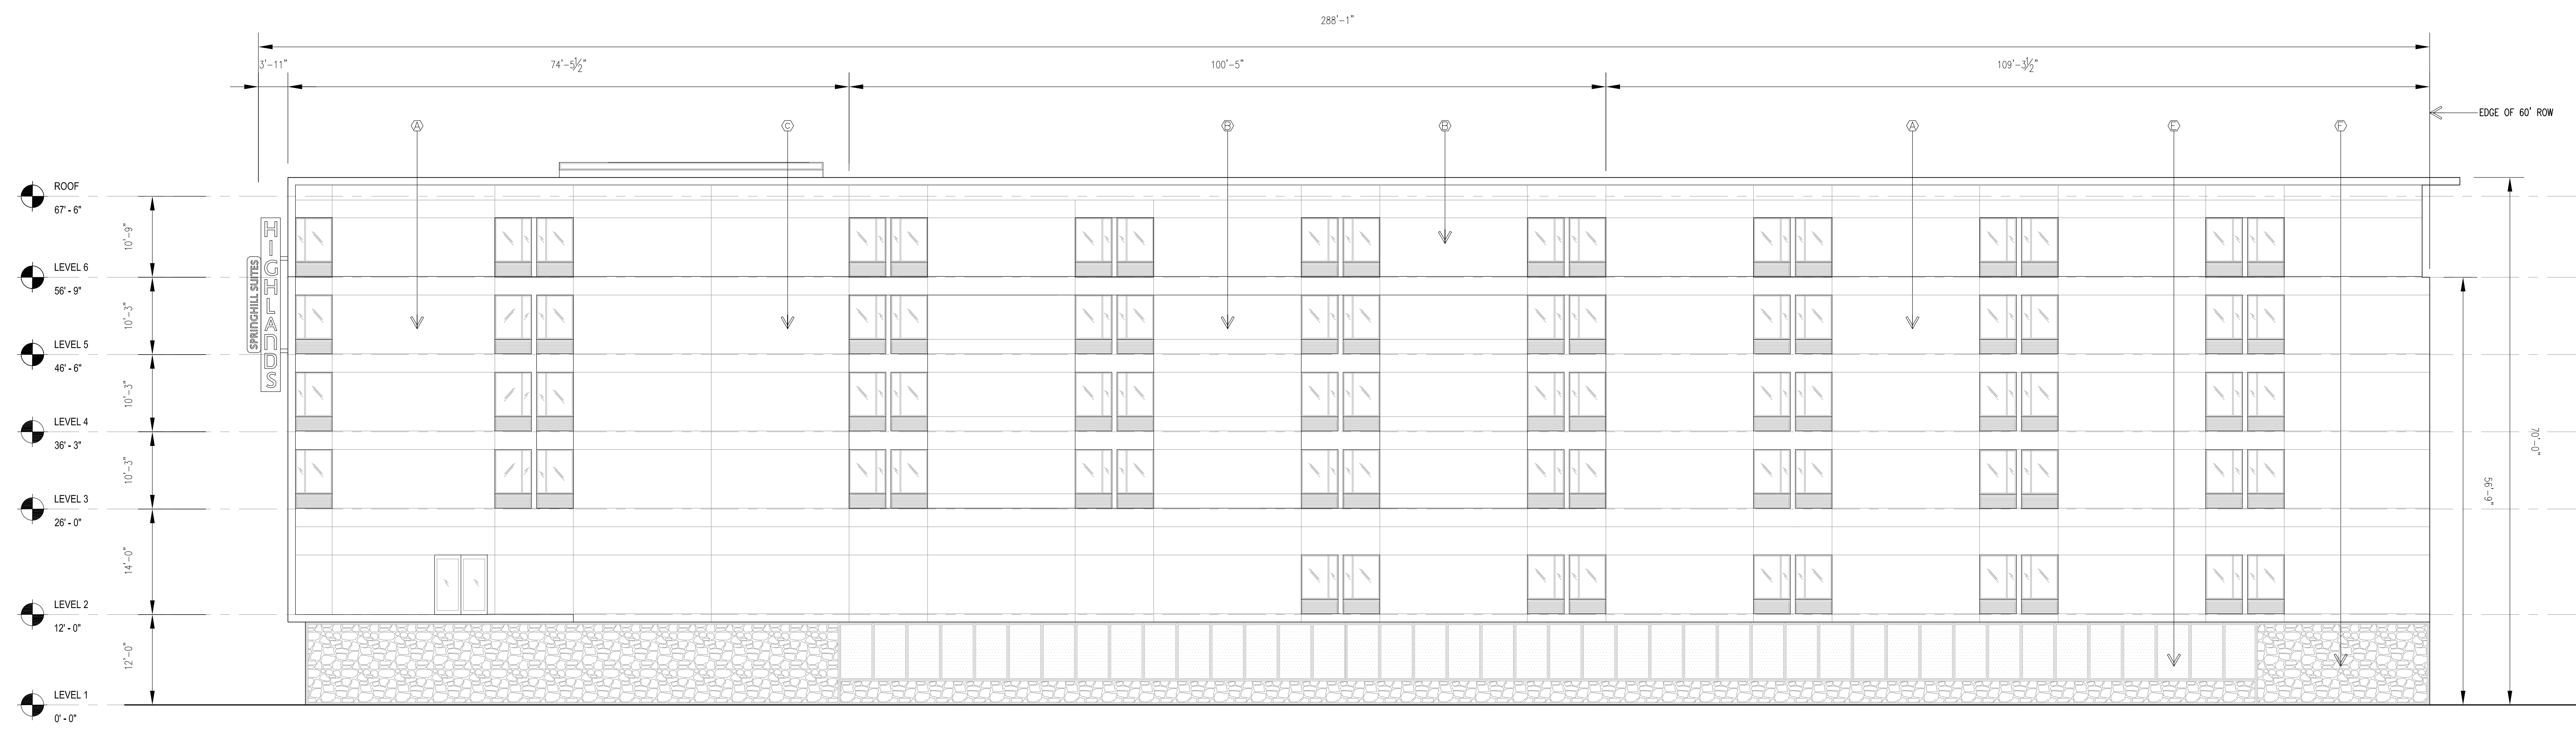 288'-1"
3'-11"
74'-5½"
100'-5"
109'-3½"
EDGE OF 60' ROW
A
C
B
B
A
E
F
ROOF
67' - 6"
10'-9"
LEVEL 6
56' - 9"
10'-3"
LEVEL 5
46' - 6"
10'-3"
LEVEL 4
36' - 3"
10'-3"
LEVEL 3
26' - 0"
14'-0"
LEVEL 2
12' - 0"
12'-0"
LEVEL 1
0' - 0"
SPRINGHILL SUITES
HIGHLANDS
56'-9"
70'-0"